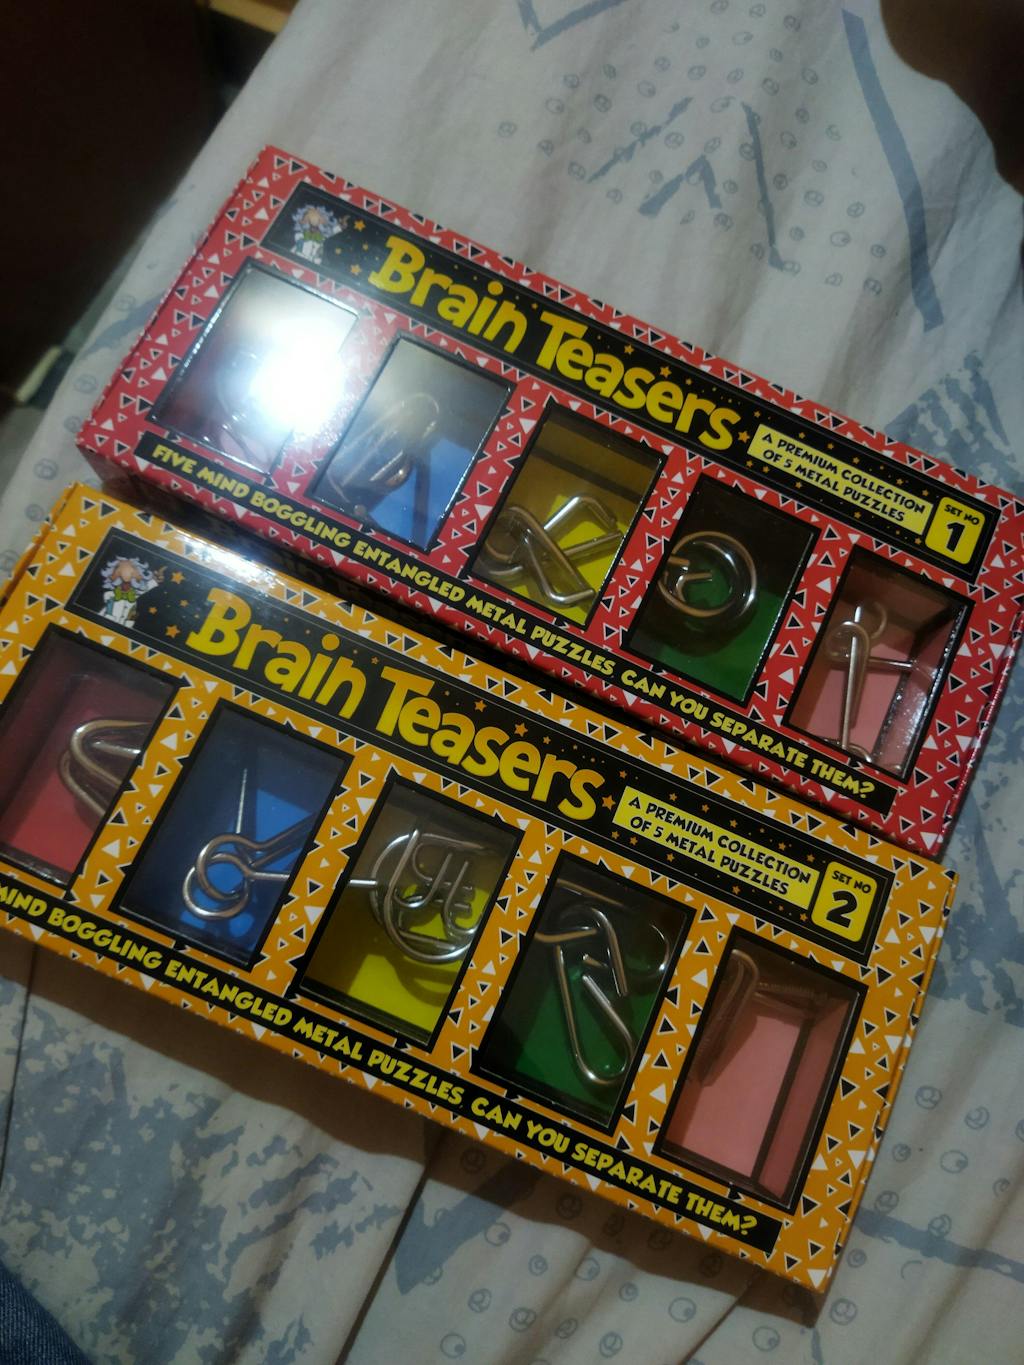 Brain Teasers
A PREMIUM COLLECTION
OF 5 METAL PUZZLES
SET NO
1
FIVE MIND BOGGLING ENTANGLED METAL PUZZLES, CAN YOU SEPARATE THEM?
Brain Teasers
A PREMIUM COLLECTION
OF 5 METAL PUZZLES
SET NO
2
MIND BOGGLING ENTANGLED METAL PUZZLES, CAN YOU SEPARATE THEM?